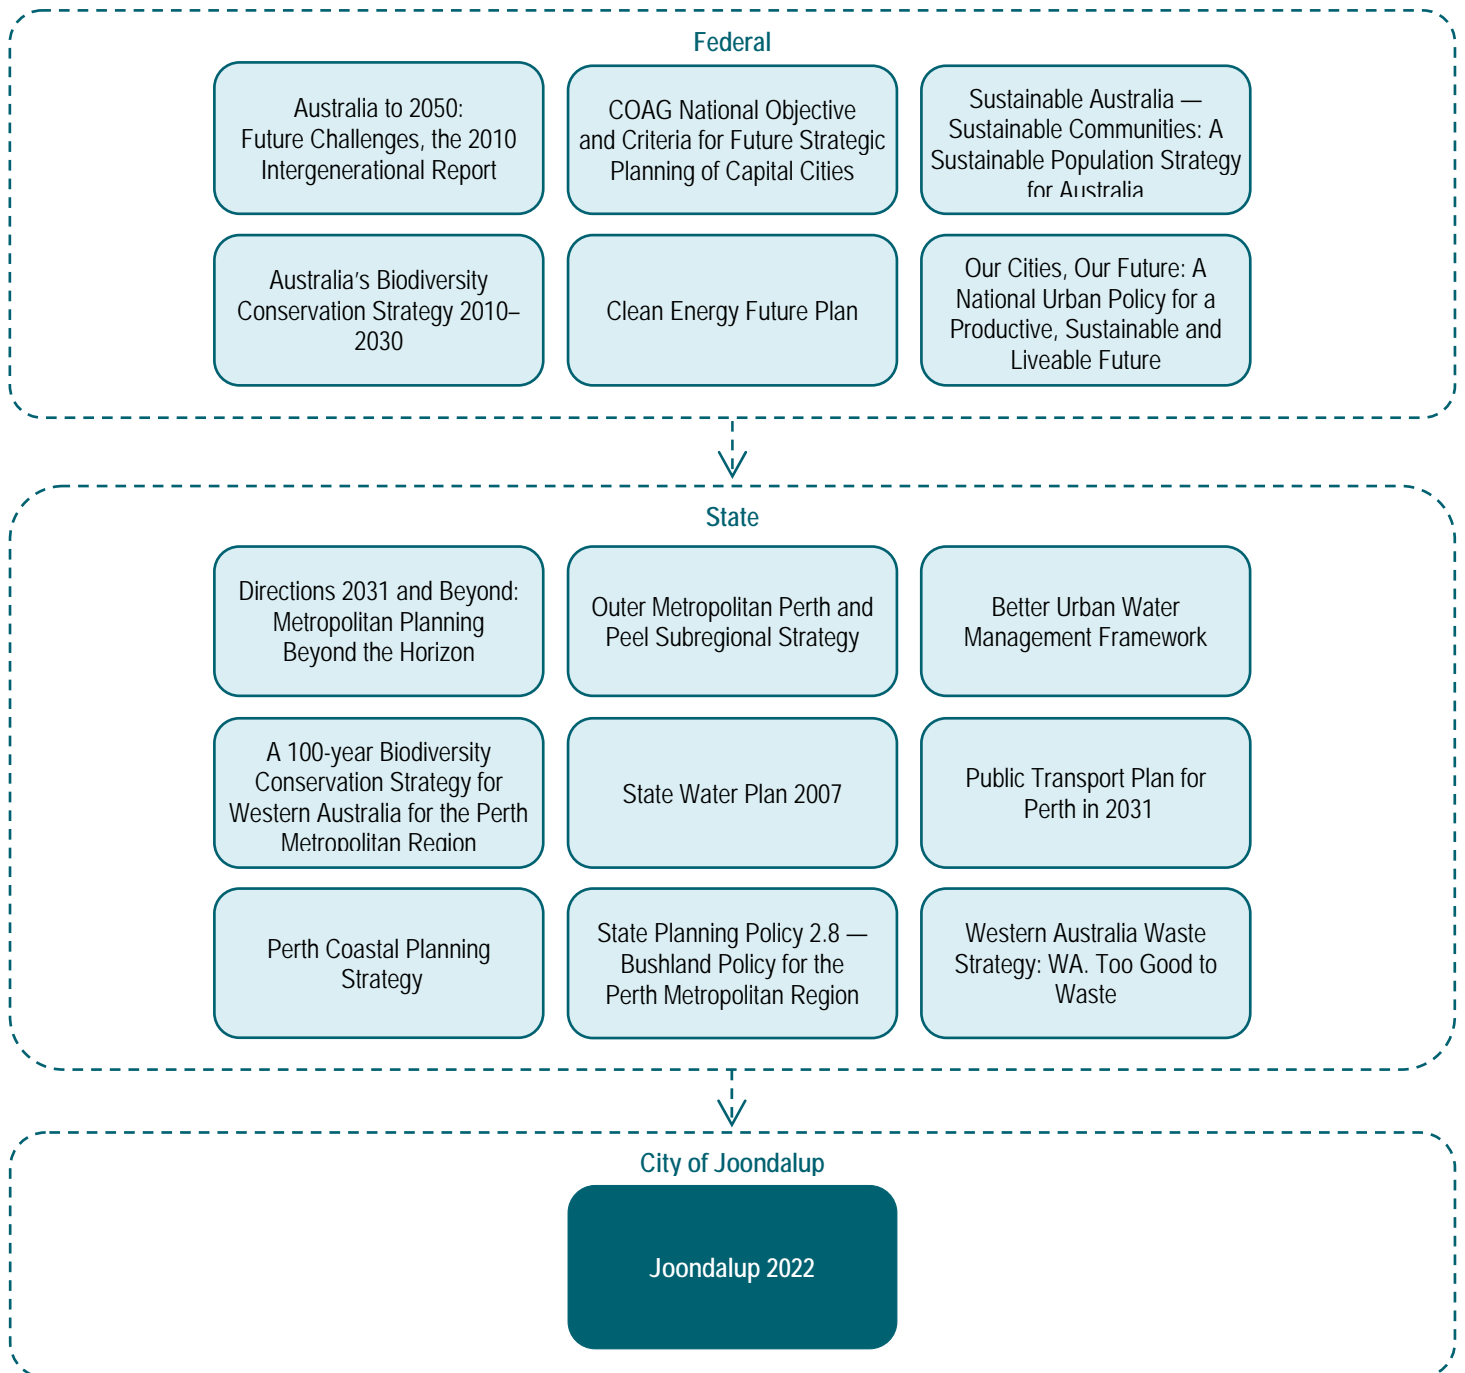 Federal
Australia to 2050:
Future Challenges, the 2010
Intergenerational Report
COAG National Objective
and Criteria for Future Strategic
Planning of Capital Cities
Sustainable Australia —
Sustainable Communities: A
Sustainable Population Strategy
for Australia
Australia’s Biodiversity
Conservation Strategy 2010–
2030
Clean Energy Future Plan
Our Cities, Our Future: A
National Urban Policy for a
Productive, Sustainable and
Liveable Future
State
Directions 2031 and Beyond:
Metropolitan Planning
Beyond the Horizon
Outer Metropolitan Perth and
Peel Subregional Strategy
Better Urban Water
Management Framework
A 100-year Biodiversity
Conservation Strategy for
Western Australia for the Perth
Metropolitan Region
State Water Plan 2007
Public Transport Plan for
Perth in 2031
Perth Coastal Planning
Strategy
State Planning Policy 2.8 —
Bushland Policy for the
Perth Metropolitan Region
Western Australia Waste
Strategy: WA. Too Good to
Waste
City of Joondalup
Joondalup 2022